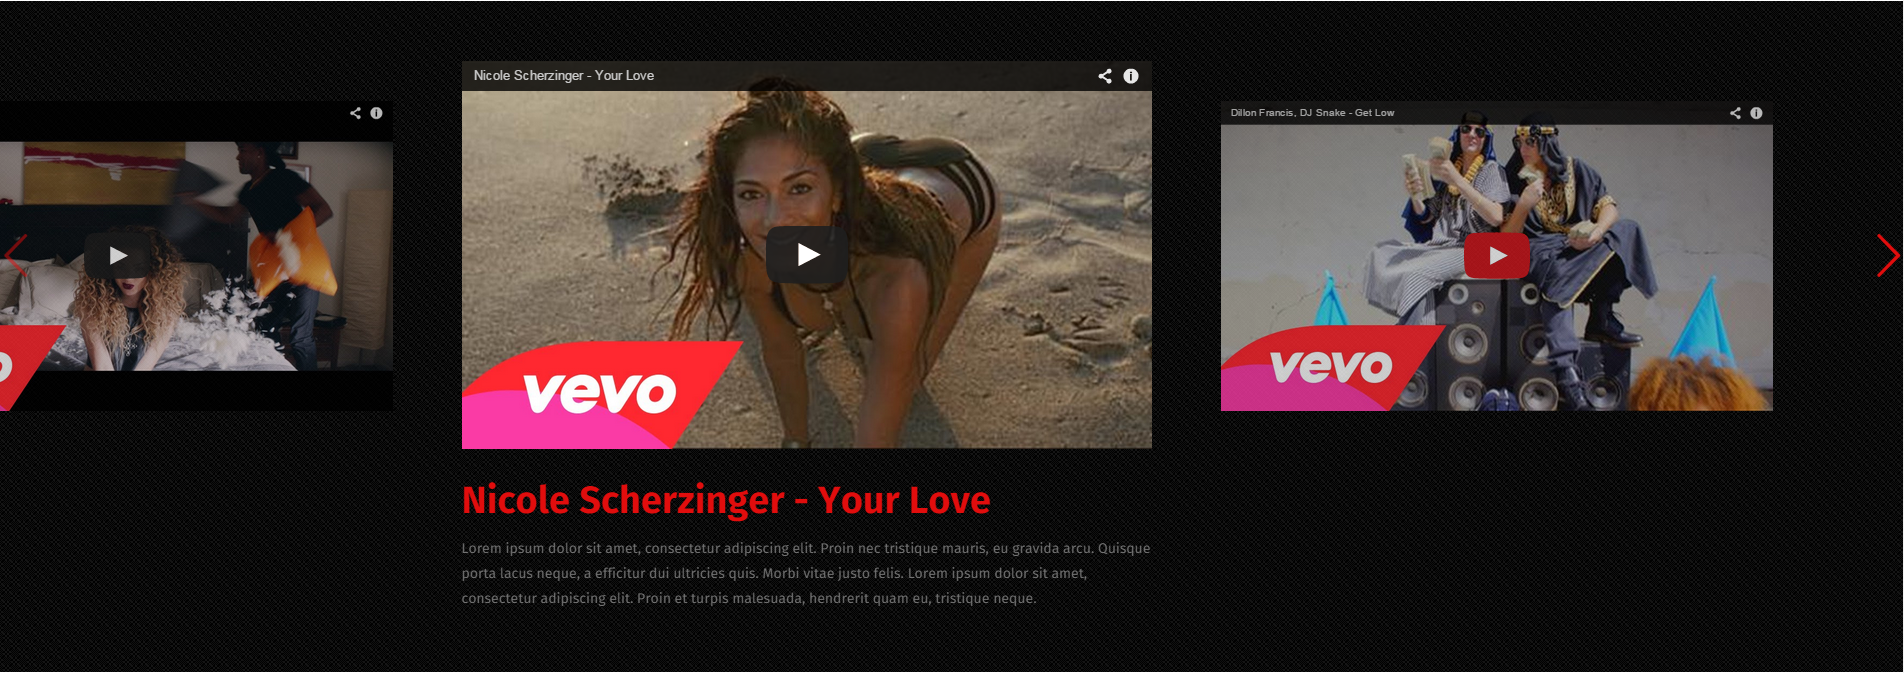 Nicole Scherzinger - Your Love
Dillon Francis, DJ Snake - Get Low
vevo
vevo
Nicole Scherzinger - Your Love
Lorem ipsum dolor sit amet, consectetur adipiscing elit. Proin nec tristique mauris, eu gravida arcu. Quisque
porta lacus neque, a efficitur dui ultricies quis. Morbi vitae justo felis. Lorem ipsum dolor sit amet,
consectetur adipiscing elit. Proin et turpis malesuada, hendrerit quam eu, tristique neque.